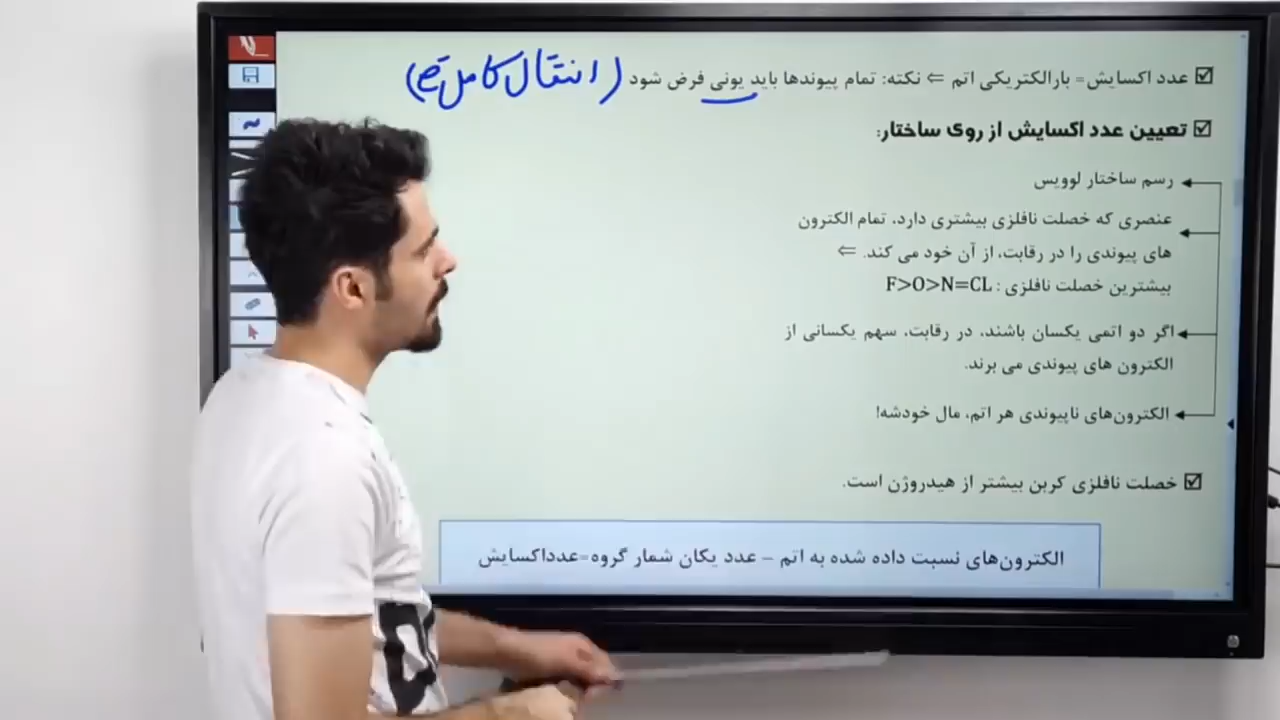 عدد اکسایش= بارالکتریکی اتم ⇐ نکته: تمام پیوندها باید یونی فرض شود (انتقال کامل e⁻)
تعیین عدد اکسایش از روی ساختار:
رسم ساختار لوویس
عنصری که خصلت نافلزی بیشتری دارد، تمام الکترون
های پیوندی را در رقابت، از آن خود می کند. ⇐
بیشترین خصلت نافلزی : F>O>N=CL
اگر دو اتمی یکسان باشند، در رقابت، سهم یکسانی از
الکترون های پیوندی می برند.
الکترون‌های ناپیوندی هر اتم، مال خودشه!
خصلت نافلزی کربن بیشتر از هیدروژن است.
الکترون‌های نسبت داده شده به اتم – عدد یکان شمار گروه=عدداکسایش